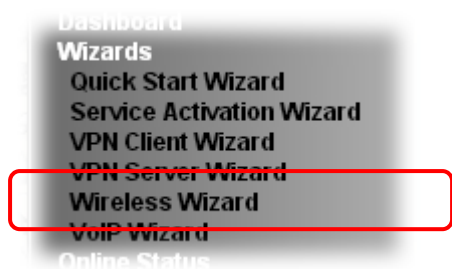 Dashboard
Wizards
Quick Start Wizard
Service Activation Wizard
VPN Client Wizard
VPN Server Wizard
Wireless Wizard
VoIP Wizard
Online Status